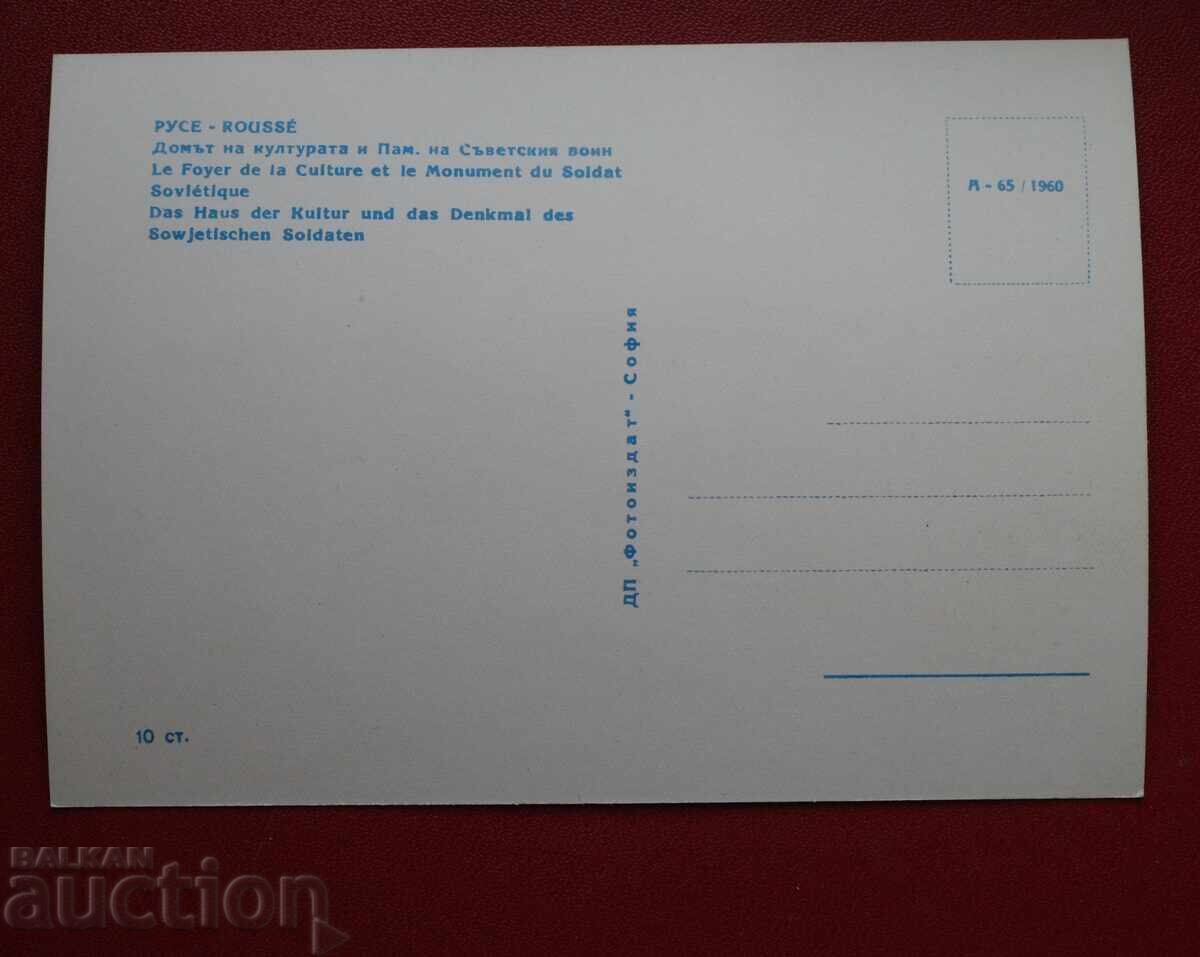 РУСЕ - ROUSSÉ
Домът на културата и Пам. на Съветския воин
Le Foyer de la Culture et le Monument du Soldat
Soviétique
Das Haus der Kultur und das Denkmal des
Sowjetischen Soldaten
А - 65 / 1960
ДП „Фотоиздат" - София
10 ст.
BALKAN
auction